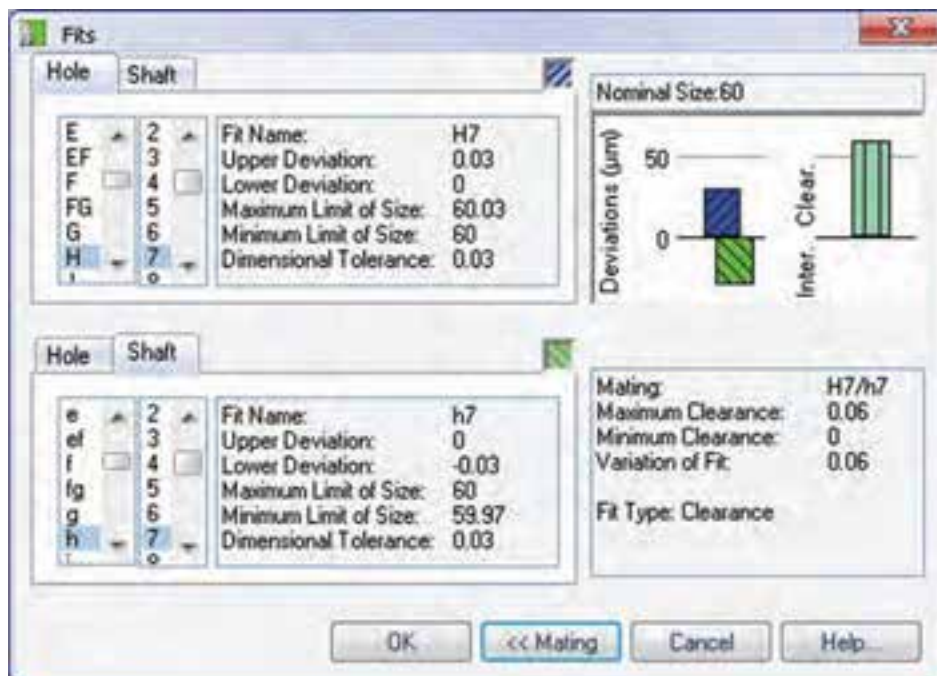 Fits
Hole Shaft
E
EF
F
FG
G
H
2
3
4
5
6
7
Fit Name: H7
Upper Deviation: 0.03
Lower Deviation: 0
Maximum Limit of Size: 60.03
Minimum Limit of Size: 60
Dimensional Tolerance: 0.03
Nominal Size:60
Deviations (μm)
50
0
Inter. Clear.
Hole Shaft
e
ef
f
fg
g
h
2
3
4
5
6
7
Fit Name: h7
Upper Deviation: 0
Lower Deviation: -0.03
Maximum Limit of Size: 60
Minimum Limit of Size: 59.97
Dimensional Tolerance: 0.03
Mating: H7/h7
Maximum Clearance: 0.06
Minimum Clearance: 0
Variation of Fit: 0.06
Fit Type: Clearance
OK << Mating Cancel Help...